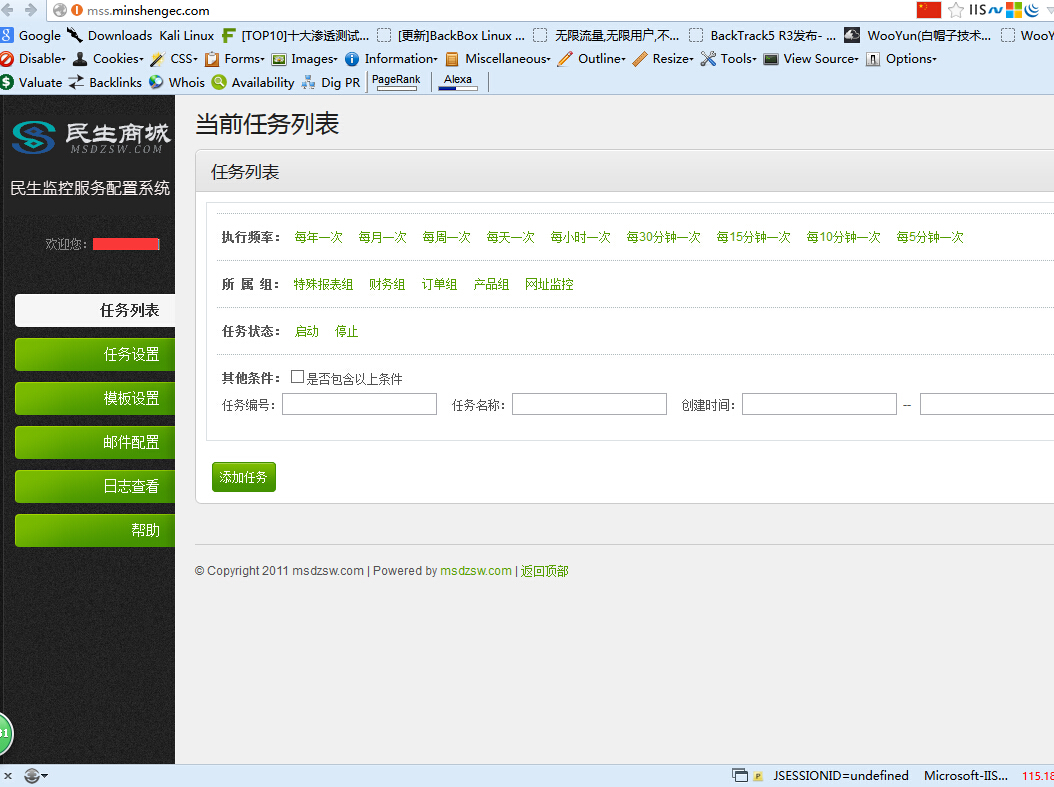 mss.minshengec.com IIS
Google Downloads Kali Linux [TOP10]十大渗透测试... [更新]BackBox Linux ... 无限流量,无限用户,不... BackTrack5 R3发布- ... WooYun(白帽子技术... WooY
Disable Cookies CSS Forms Images Information Miscellaneous Outline Resize Tools View Source Options
Valuate Backlinks Whois Availability Dig PR PageRank Alexa
民生商城
MSDZSW.COM
民生监控服务配置系统
欢迎您:
任务列表
任务设置
模板设置
邮件配置
日志查看
帮助
当前任务列表
任务列表
执行频率: 每年一次 每月一次 每周一次 每天一次 每小时一次 每30分钟一次 每15分钟一次 每10分钟一次 每5分钟一次
所 属 组: 特殊报表组 财务组 订单组 产品组 网址监控
任务状态: 启动 停止
其他条件: 是否包含以上条件
任务编号: 任务名称: 创建时间: --
添加任务
© Copyright 2011 msdzsw.com | Powered by msdzsw.com | 返回顶部
JSESSIONID=undefined Microsoft-IIS... 115.18